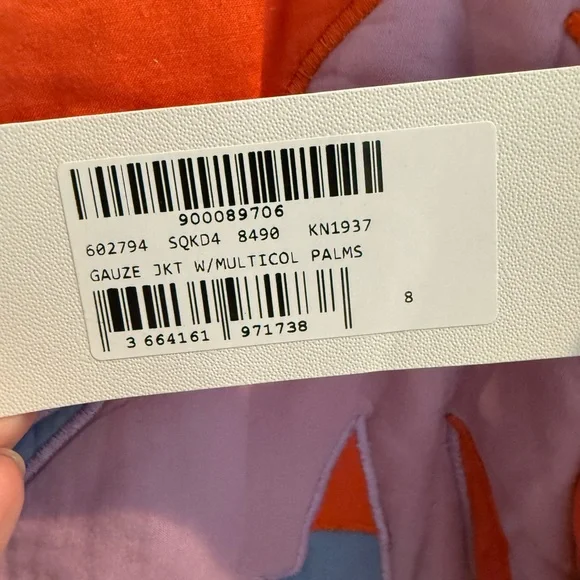 900089706
602794 SQKD4 8490 KN1937
GAUZE JKT W/MULTICOL PALMS
8
3 664161 971738